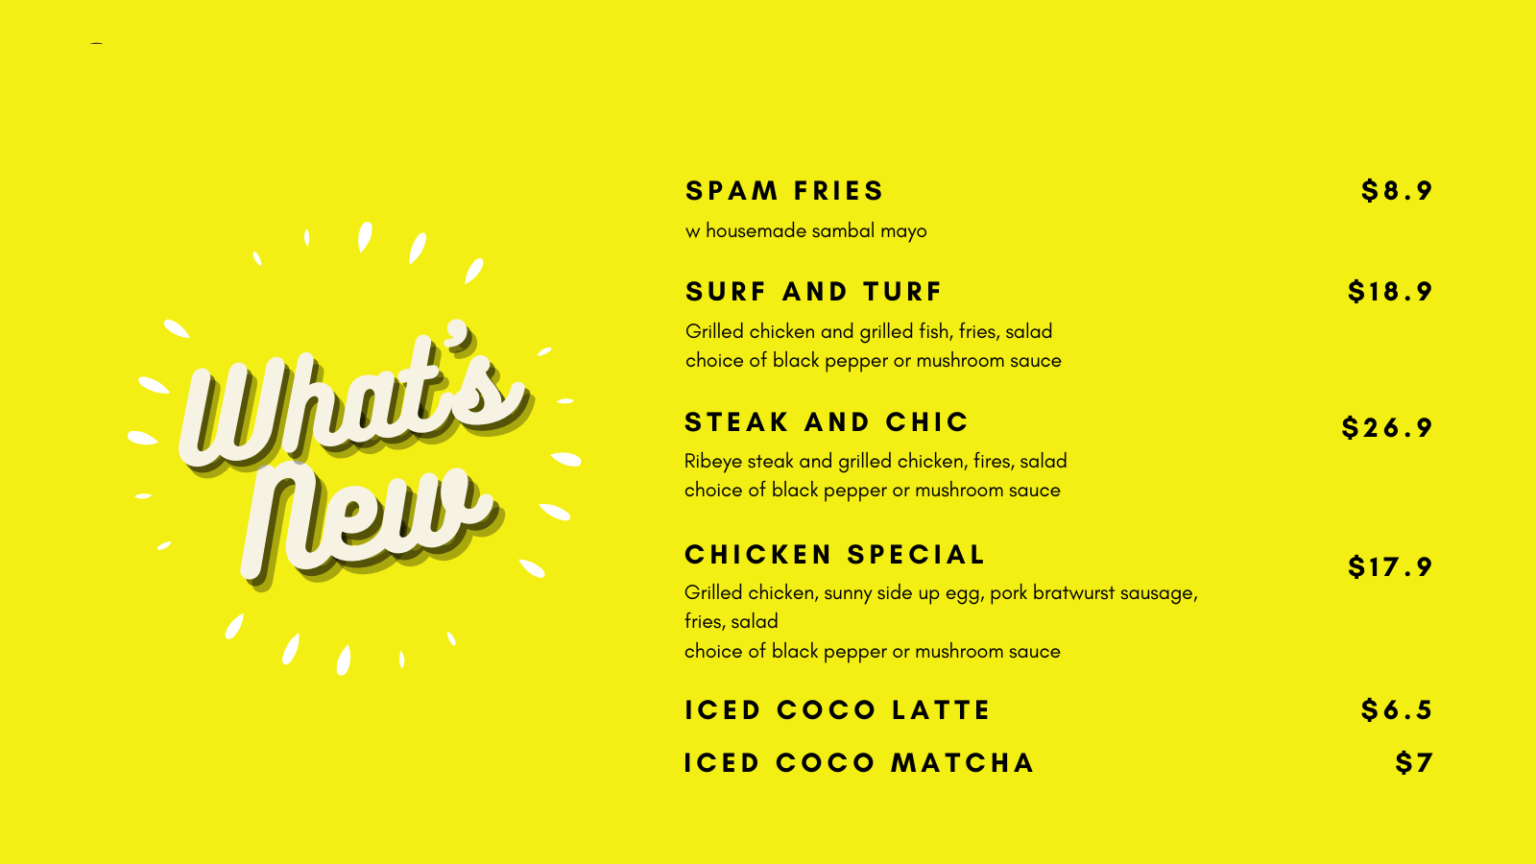 What's
New
SPAM FRIES $8.9
w housemade sambal mayo
SURF AND TURF $18.9
Grilled chicken and grilled fish, fries, salad
choice of black pepper or mushroom sauce
STEAK AND CHIC $26.9
Ribeye steak and grilled chicken, fires, salad
choice of black pepper or mushroom sauce
CHICKEN SPECIAL $17.9
Grilled chicken, sunny side up egg, pork bratwurst sausage,
fries, salad
choice of black pepper or mushroom sauce
ICED COCO LATTE $6.5
ICED COCO MATCHA $7